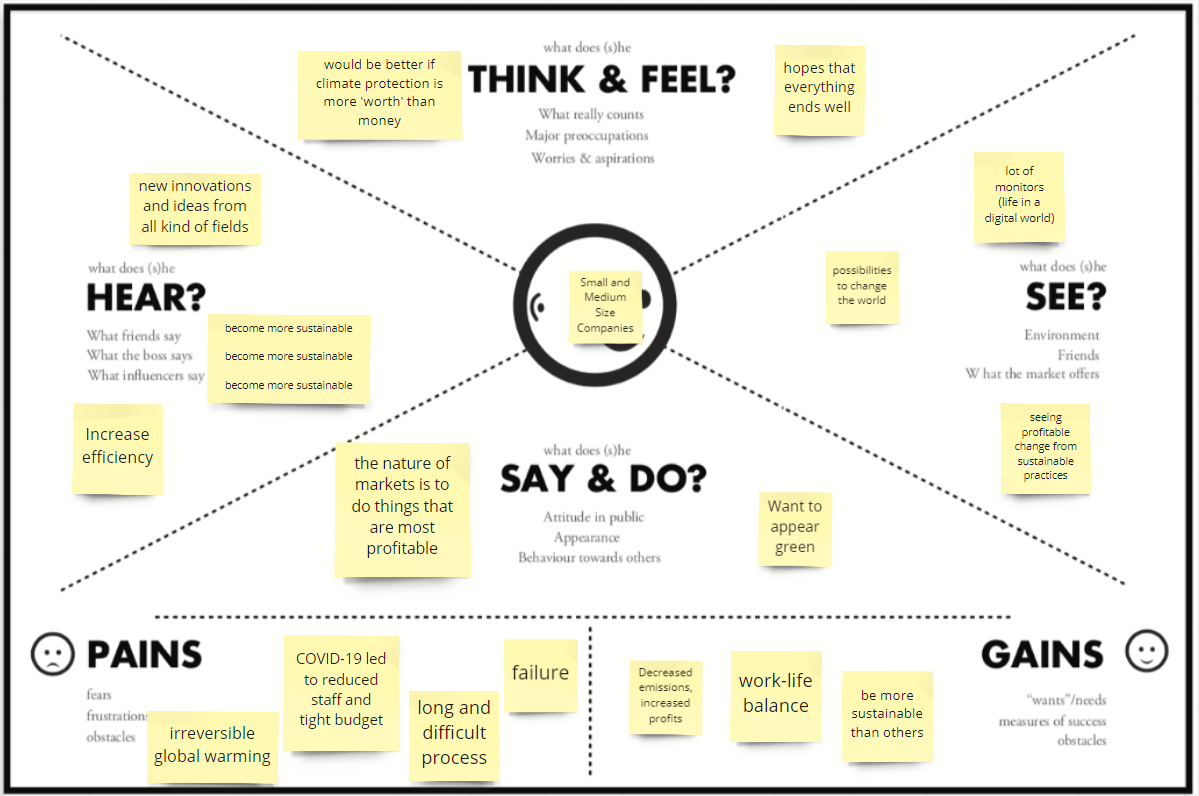 what does (s)he
THINK & FEEL?
What really counts
Major preoccupations
Worries & aspirations
would be better if
climate protection is
more 'worth' than
money
hopes that
everything
ends well
new innovations
and ideas from
all kind of fields
what does (s)he
HEAR?
What friends say
What the boss says
What influencers say
become more sustainable
become more sustainable
become more sustainable
Increase
efficiency
Small and
Medium
Size
Companies
lot of
monitors
(life in a
digital world)
possibilities
to change
the world
what does (s)he
SEE?
Environment
Friends
W hat the market offers
seeing
profitable
change from
sustainable
practices
the nature of
markets is to
do things that
are most
profitable
what does (s)he
SAY & DO?
Attitude in public
Appearance
Behaviour towards others
Want to
appear
green
PAINS
fears
frustrations
obstacles
irreversible
global warming
COVID-19 led
to reduced
staff and
tight budget
long and
difficult
process
failure
Decreased
emissions,
increased
profits
work-life
balance
be more
sustainable
than others
GAINS
“wants”/needs
measures of success
obstacles